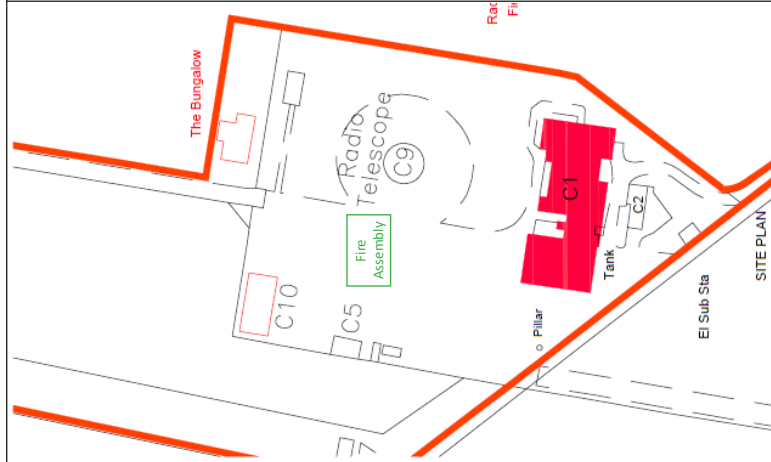 The Bungalow
Radio
Telescope
C9
Fire
Assembly
C10
C5
C1
C2
Tank
Pillar
El Sub Sta
SITE PLAN